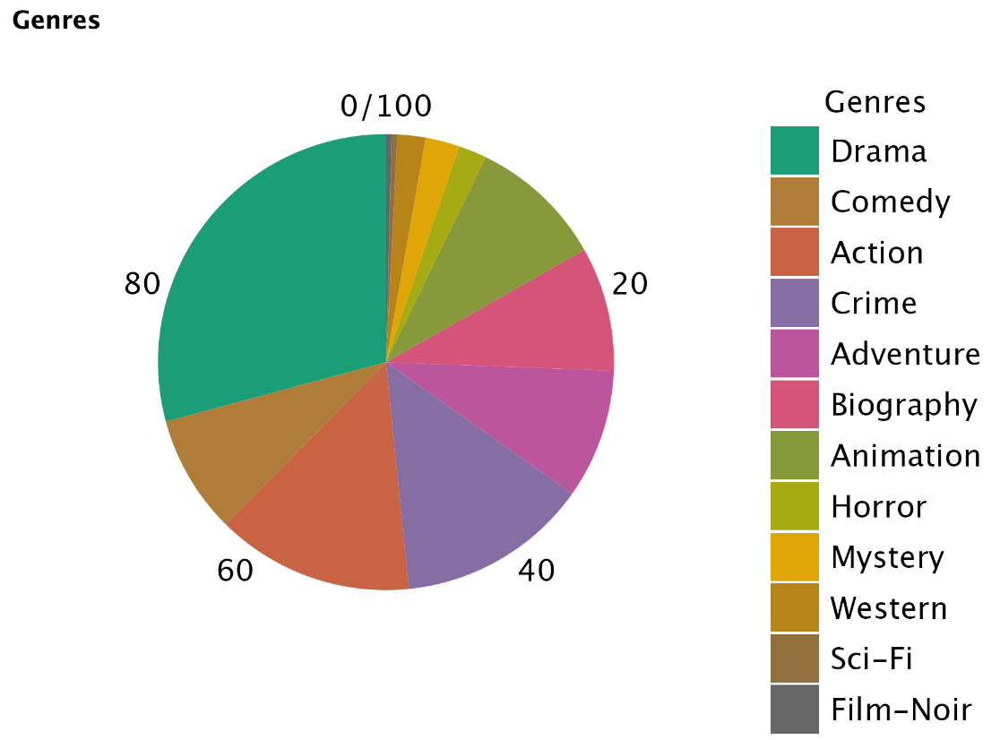 Genres
0/100
20
40
60
80
Genres
Drama
Comedy
Action
Crime
Adventure
Biography
Animation
Horror
Mystery
Western
Sci–Fi
Film–Noir